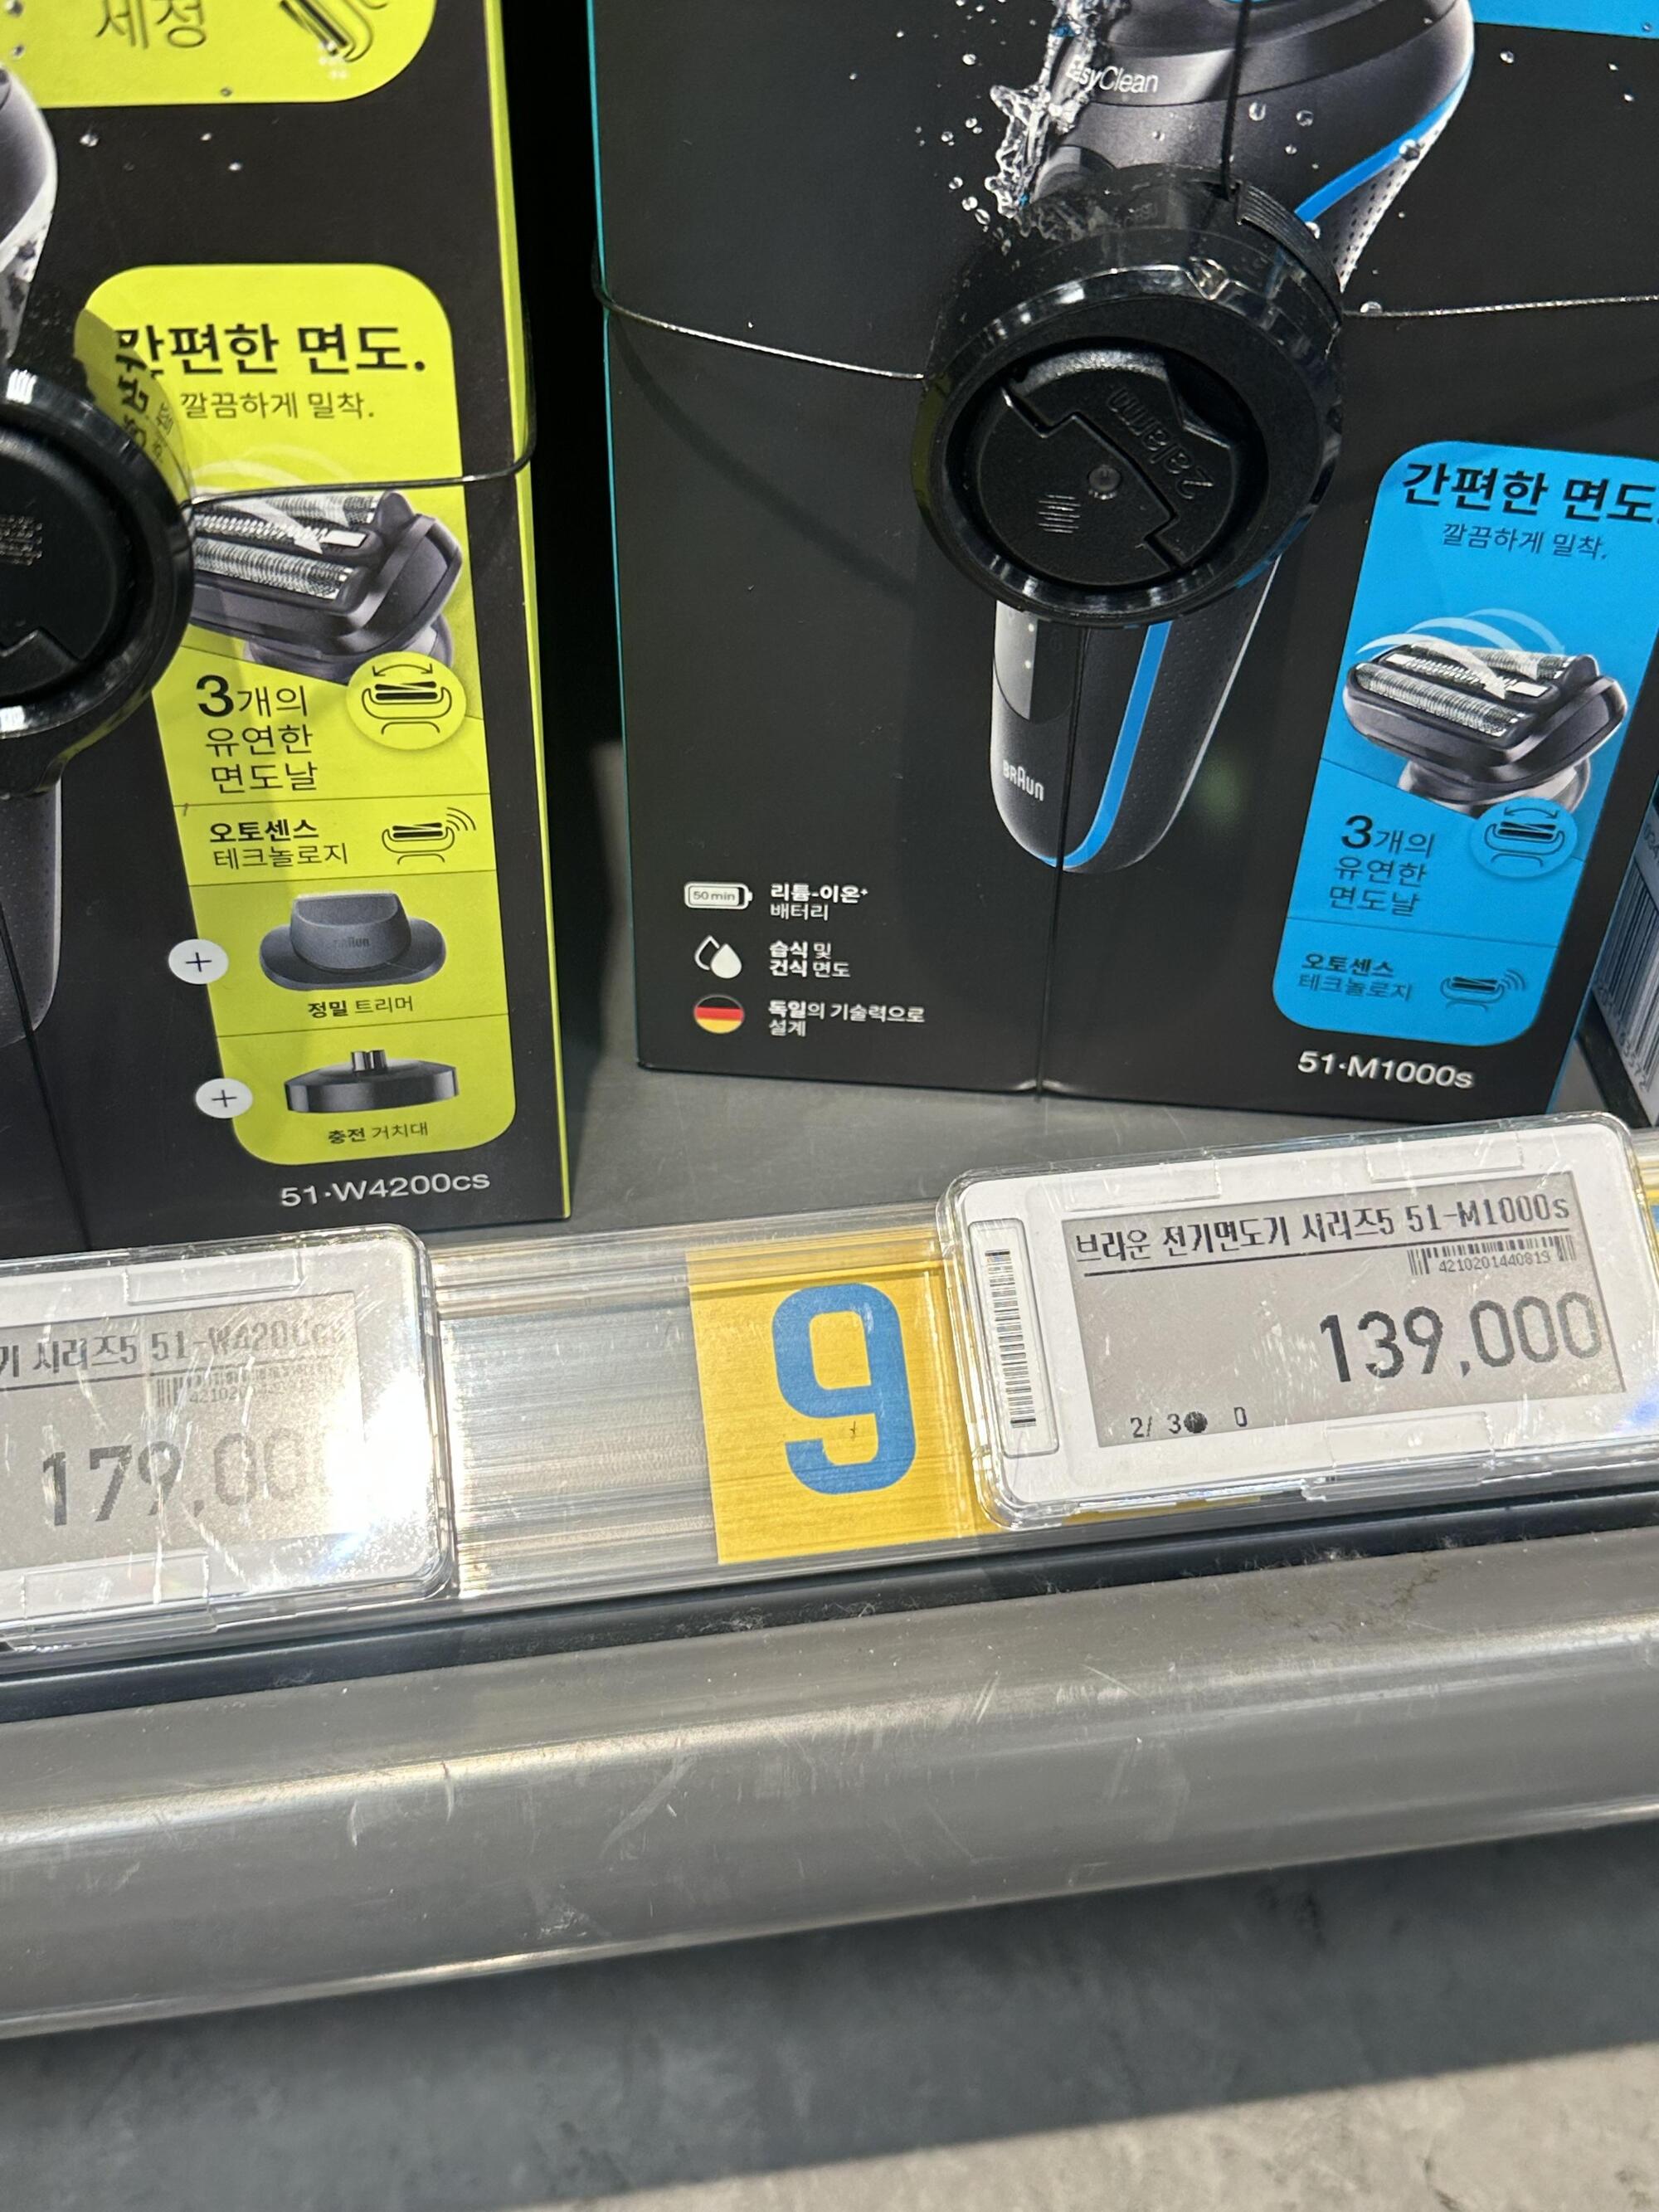 세정
간편한 면도.
깔끔하게 밀착.
3개의
유연한
면도날
오토센스
테크놀로지
BRAUN
정밀 트리머
충전 거치대
51·W4200cs
EasyClean
2alarm
BRAUN
간편한 면도.
깔끔하게 밀착.
3개의
유연한
면도날
오토센스
테크놀로지
50 min
리튬-이온+
배터리
습식 및
건식 면도
독일의 기술력으로
설계
51·M1000s
기 시리즈5 51-W4200cs
179,00
9
브라운 전기면도기 시리즈5 51-M1000s
4210201440819
139,000
2/ 3● 0